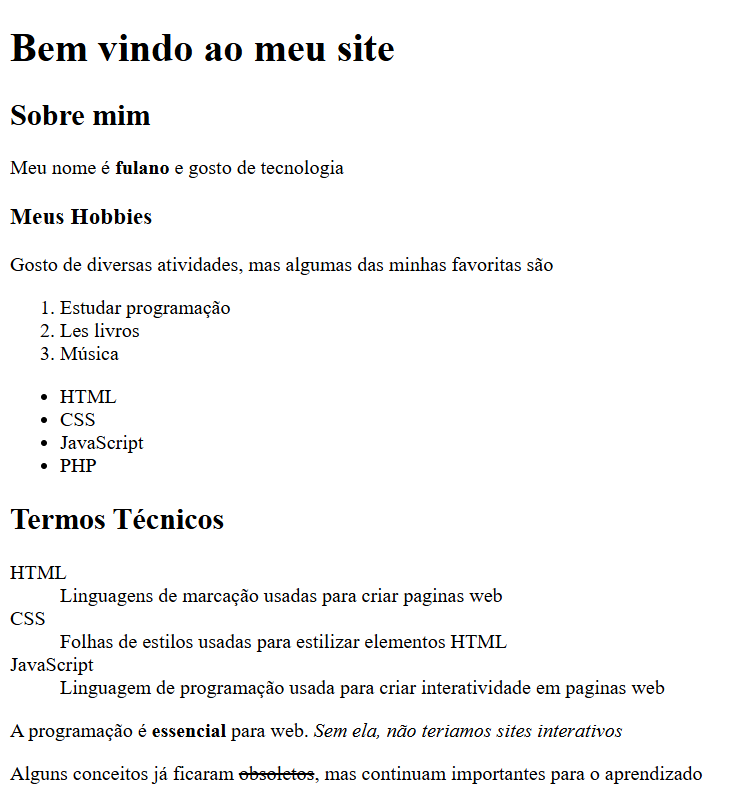 Bem vindo ao meu site
Sobre mim
Meu nome é fulano e gosto de tecnologia
Meus Hobbies
Gosto de diversas atividades, mas algumas das minhas favoritas são
1. Estudar programação
2. Les livros
3. Música
• HTML
• CSS
• JavaScript
• PHP
Termos Técnicos
HTML
Linguagens de marcação usadas para criar paginas web
CSS
Folhas de estilos usadas para estilizar elementos HTML
JavaScript
Linguagem de programação usada para criar interatividade em paginas web
A programação é essencial para web. Sem ela, não teriamos sites interativos
Alguns conceitos já ficaram obsoletos, mas continuam importantes para o aprendizado